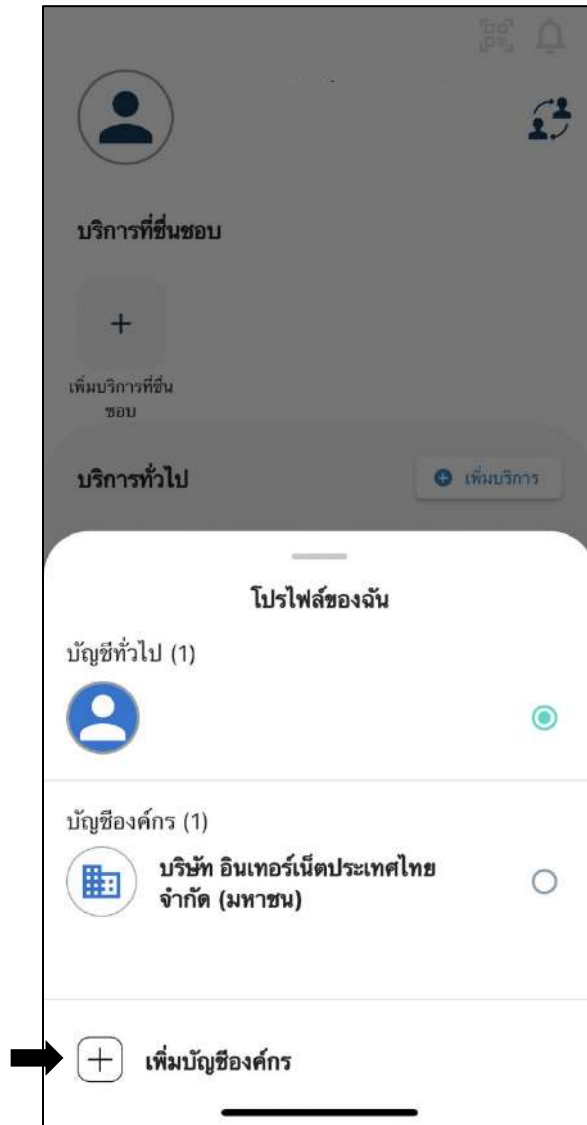 บริการที่ชื่นชอบ
เพิ่มบริการที่ชื่น
ชอบ
บริการทั่วไป
เพิ่มบริการ
โปรไฟล์ของฉัน
บัญชีทั่วไป (1)
บัญชีองค์กร (1)
บริษัท อินเทอร์เน็ตประเทศไทย
จำกัด (มหาชน)
เพิ่มบัญชีองค์กร